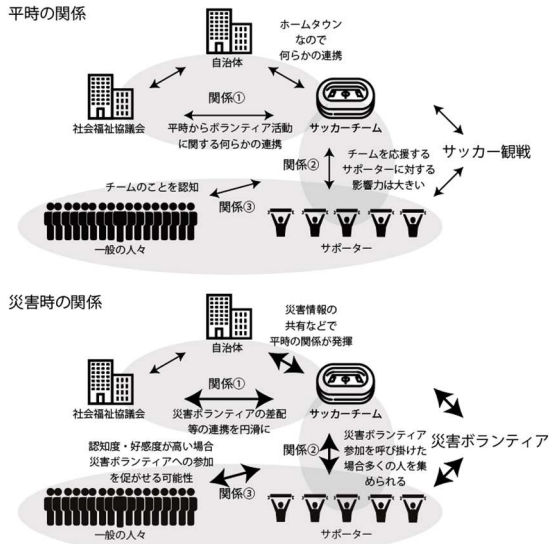 平時の関係
ホームタウン
なので
何らかの連携
自治体
関係①
社会福祉協議会
平時からボランティア活動
に関する何らかの連携
サッカーチーム
関係②
チームを応援する
サポーターに対する
影響力は大きい
サッカー観戦
チームのことを認知
関係③
一般の人々
サポーター
災害時の関係
災害情報の
共有などで
平時の関係が発揮
自治体
関係①
社会福祉協議会
災害ボランティアの差配
等の連携を円滑に
サッカーチーム
認知度・好感度が高い場合
災害ボランティアへの参加
を促がせる可能性
関係②
災害ボランティア
参加を呼び掛けた
場合多くの人を集
められる
災害ボランティア
関係③
一般の人々
サポーター